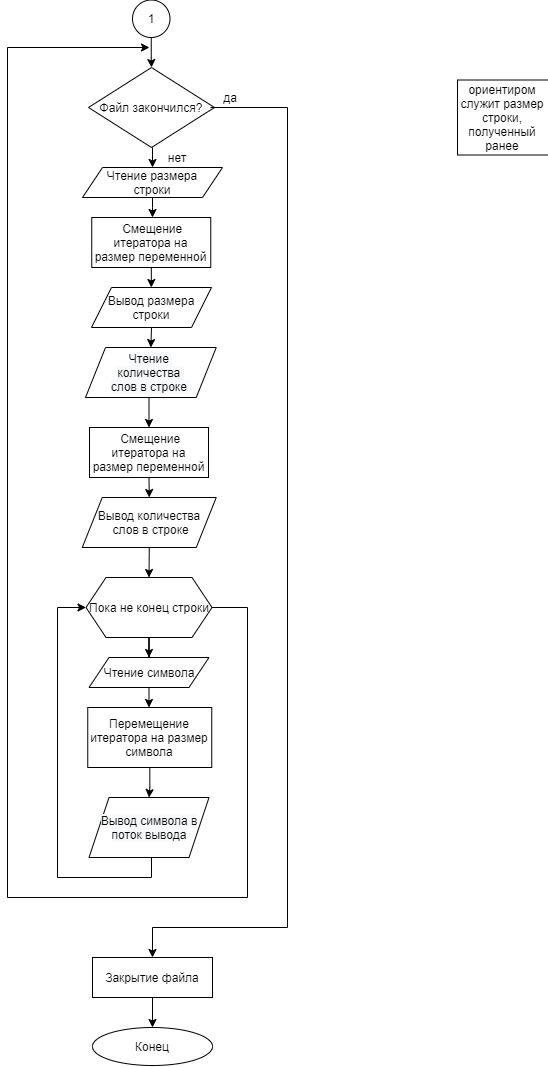 1
Файл закончился?
да
ориентиром
служит размер
строки,
полученный
ранее
нет
Чтение размера
строки
Смещение
итератора на
размер переменной
Вывод размера
строки
Чтение
количества
слов в строке
Смещение
итератора на
размер переменной
Вывод количества
слов в строке
Пока не конец строки
Чтение символа
Перемещение
итератора на размер
символа
Вывод символа в
поток вывода
Закрытие файла
Конец